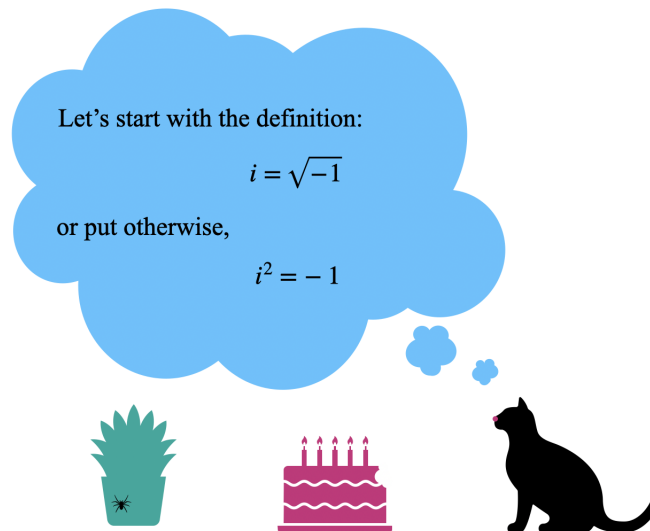 Let’s start with the definition:
i = √−1
or put otherwise,
i² = − 1